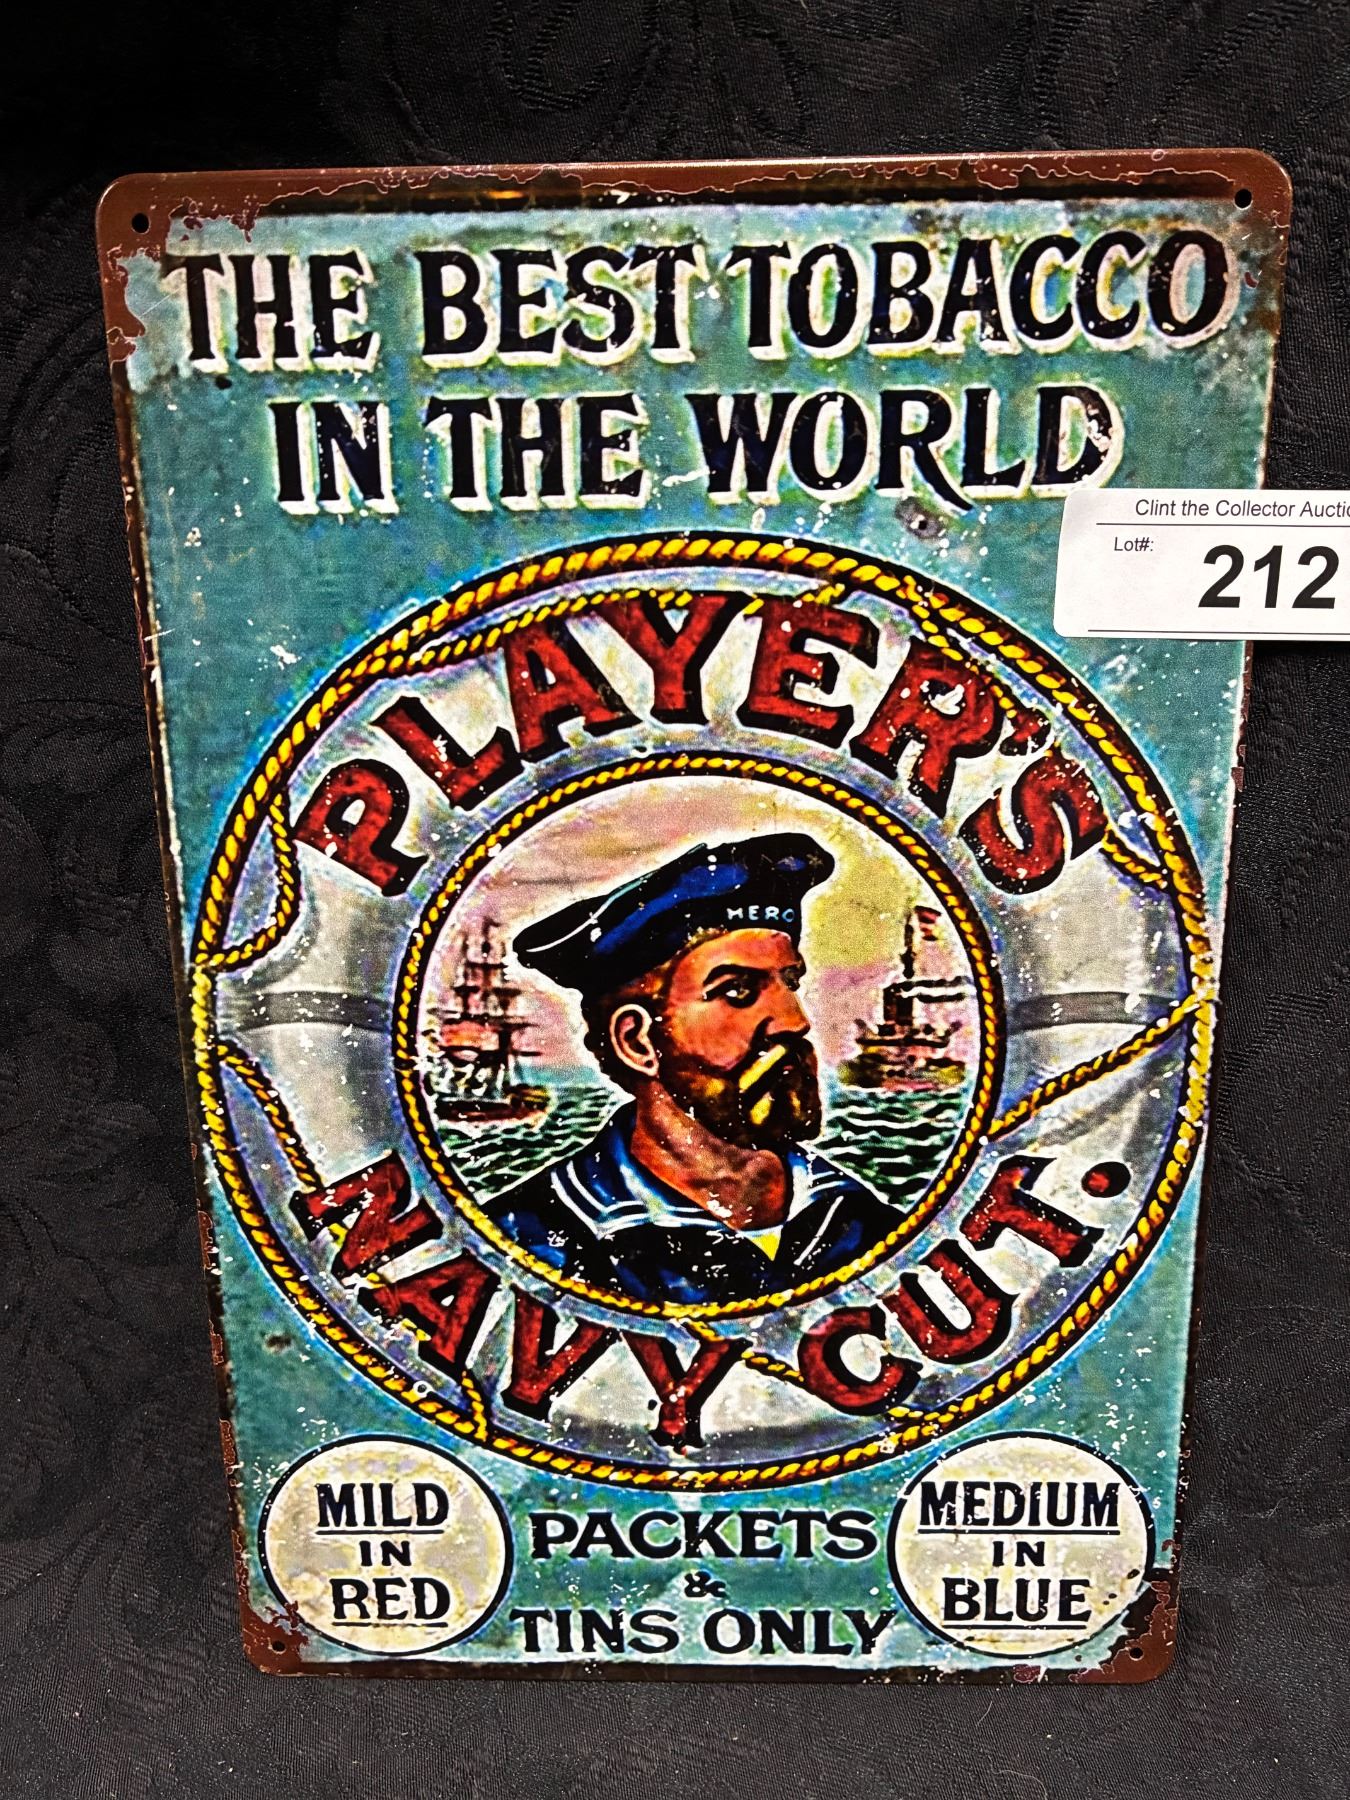 THE BEST TOBACCO
IN THE WORLD
Clint the Collector Auctio
Lot#:
212
PLAYER'S
HERO
NAVY CUT.
MILD
IN
RED
PACKETS
&
TINS ONLY
MEDIUM
IN
BLUE